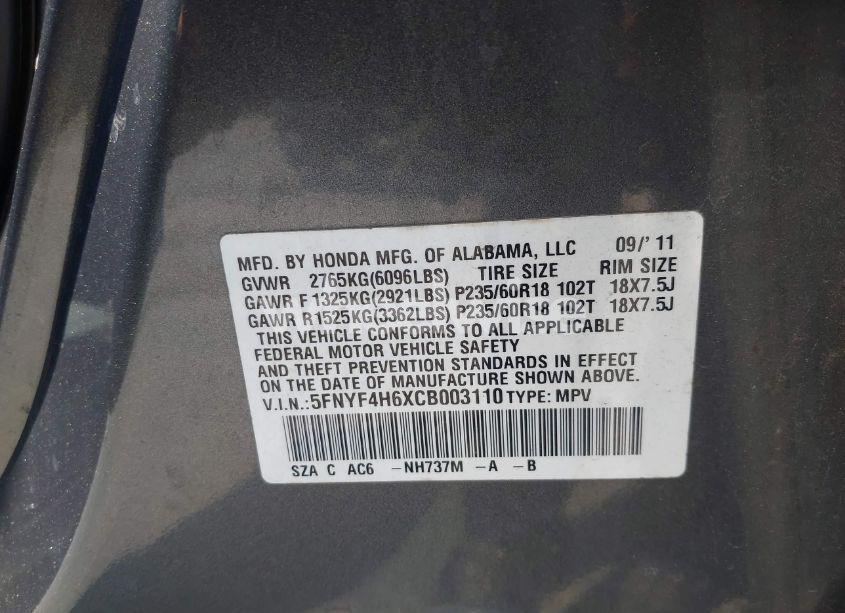 MFD. BY HONDA MFG. OF ALABAMA, LLC 09/'11
GVWR 2765KG(6096LBS) TIRE SIZE RIM SIZE
GAWR F1325KG(2921LBS) P235/60R18 102T 18X7.5J
GAWR R1525KG(3362LBS) P235/60R18 102T 18X7.5J
THIS VEHICLE CONFORMS TO ALL APPLICABLE
FEDERAL MOTOR VEHICLE SAFETY
AND THEFT PREVENTION STANDARDS IN EFFECT
ON THE DATE OF MANUFACTURE SHOWN ABOVE.
V.I.N.:5FNYF4H6XCB003110 TYPE: MPV
SZA C AC6 -NH737M -A -B